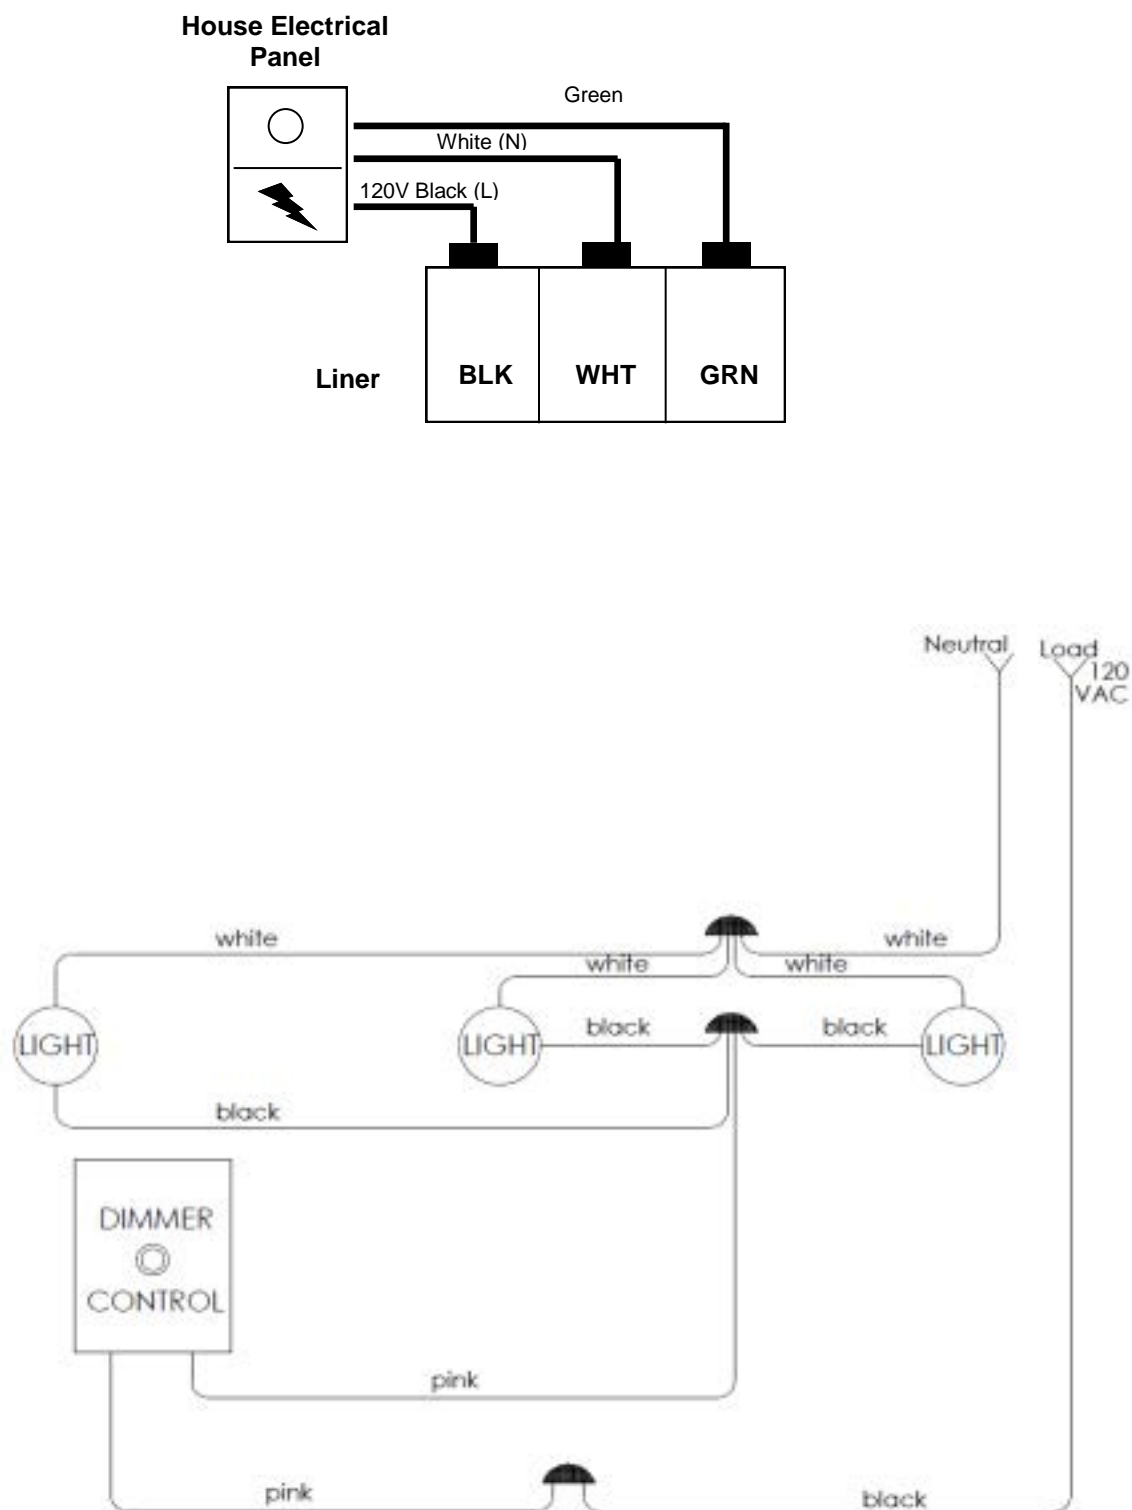 House Electrical
Panel
Green
White (N)
120V Black (L)
Liner
BLK
WHT
GRN
Neutral
Load
120
VAC
white
white
white
white
LIGHT
LIGHT
LIGHT
black
black
black
DIMMER
CONTROL
pink
pink
black